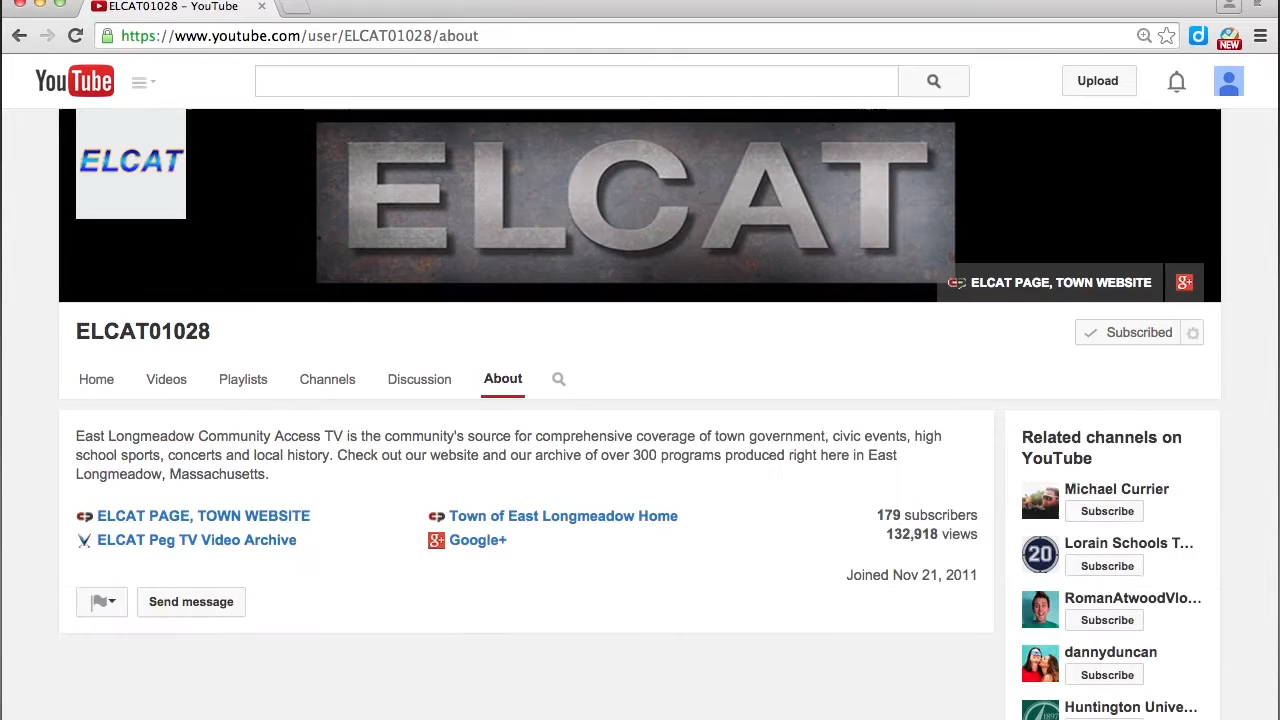 ELCAT01028 - YouTube
https://www.youtube.com/user/ELCAT01028/about
NEW
YouTube
Upload
ELCAT
ELCAT
ELCAT PAGE, TOWN WEBSITE
g+
ELCAT01028
Subscribed
Home Videos Playlists Channels Discussion About
East Longmeadow Community Access TV is the community's source for comprehensive coverage of town government, civic events, high
school sports, concerts and local history. Check out our website and our archive of over 300 programs produced right here in East
Longmeadow, Massachusetts.
ELCAT PAGE, TOWN WEBSITE
Town of East Longmeadow Home
179 subscribers
ELCAT Peg TV Video Archive
g+ Google+
132,918 views
Joined Nov 21, 2011
Send message
Related channels on
YouTube
Michael Currier
Subscribe
20
Lorain Schools T...
Subscribe
RomanAtwoodVlo...
Subscribe
dannyduncan
Subscribe
1897
Huntington Unive...